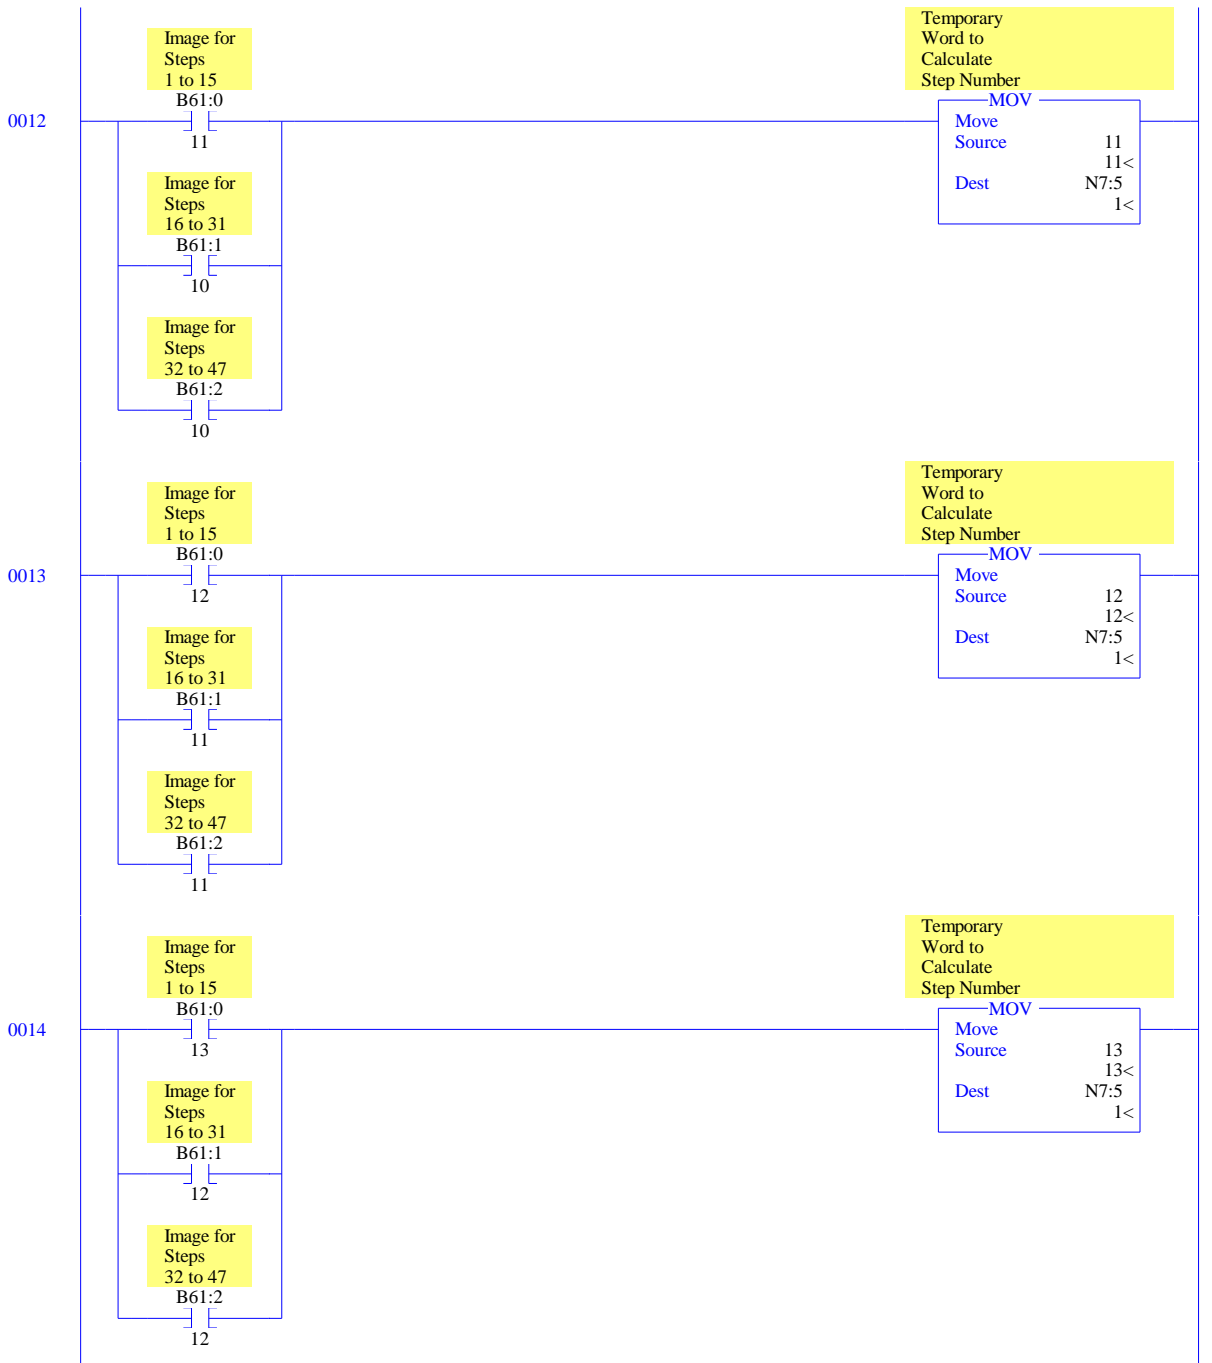 Image for
Steps
1 to 15
B61:0
11
Image for
Steps
16 to 31
B61:1
10
Image for
Steps
32 to 47
B61:2
10
0012
Temporary
Word to
Calculate
Step Number
MOV
Move
Source 11
11<
Dest N7:5
1<
Image for
Steps
1 to 15
B61:0
12
Image for
Steps
16 to 31
B61:1
11
Image for
Steps
32 to 47
B61:2
11
0013
Temporary
Word to
Calculate
Step Number
MOV
Move
Source 12
12<
Dest N7:5
1<
Image for
Steps
1 to 15
B61:0
13
Image for
Steps
16 to 31
B61:1
12
Image for
Steps
32 to 47
B61:2
12
0014
Temporary
Word to
Calculate
Step Number
MOV
Move
Source 13
13<
Dest N7:5
1<